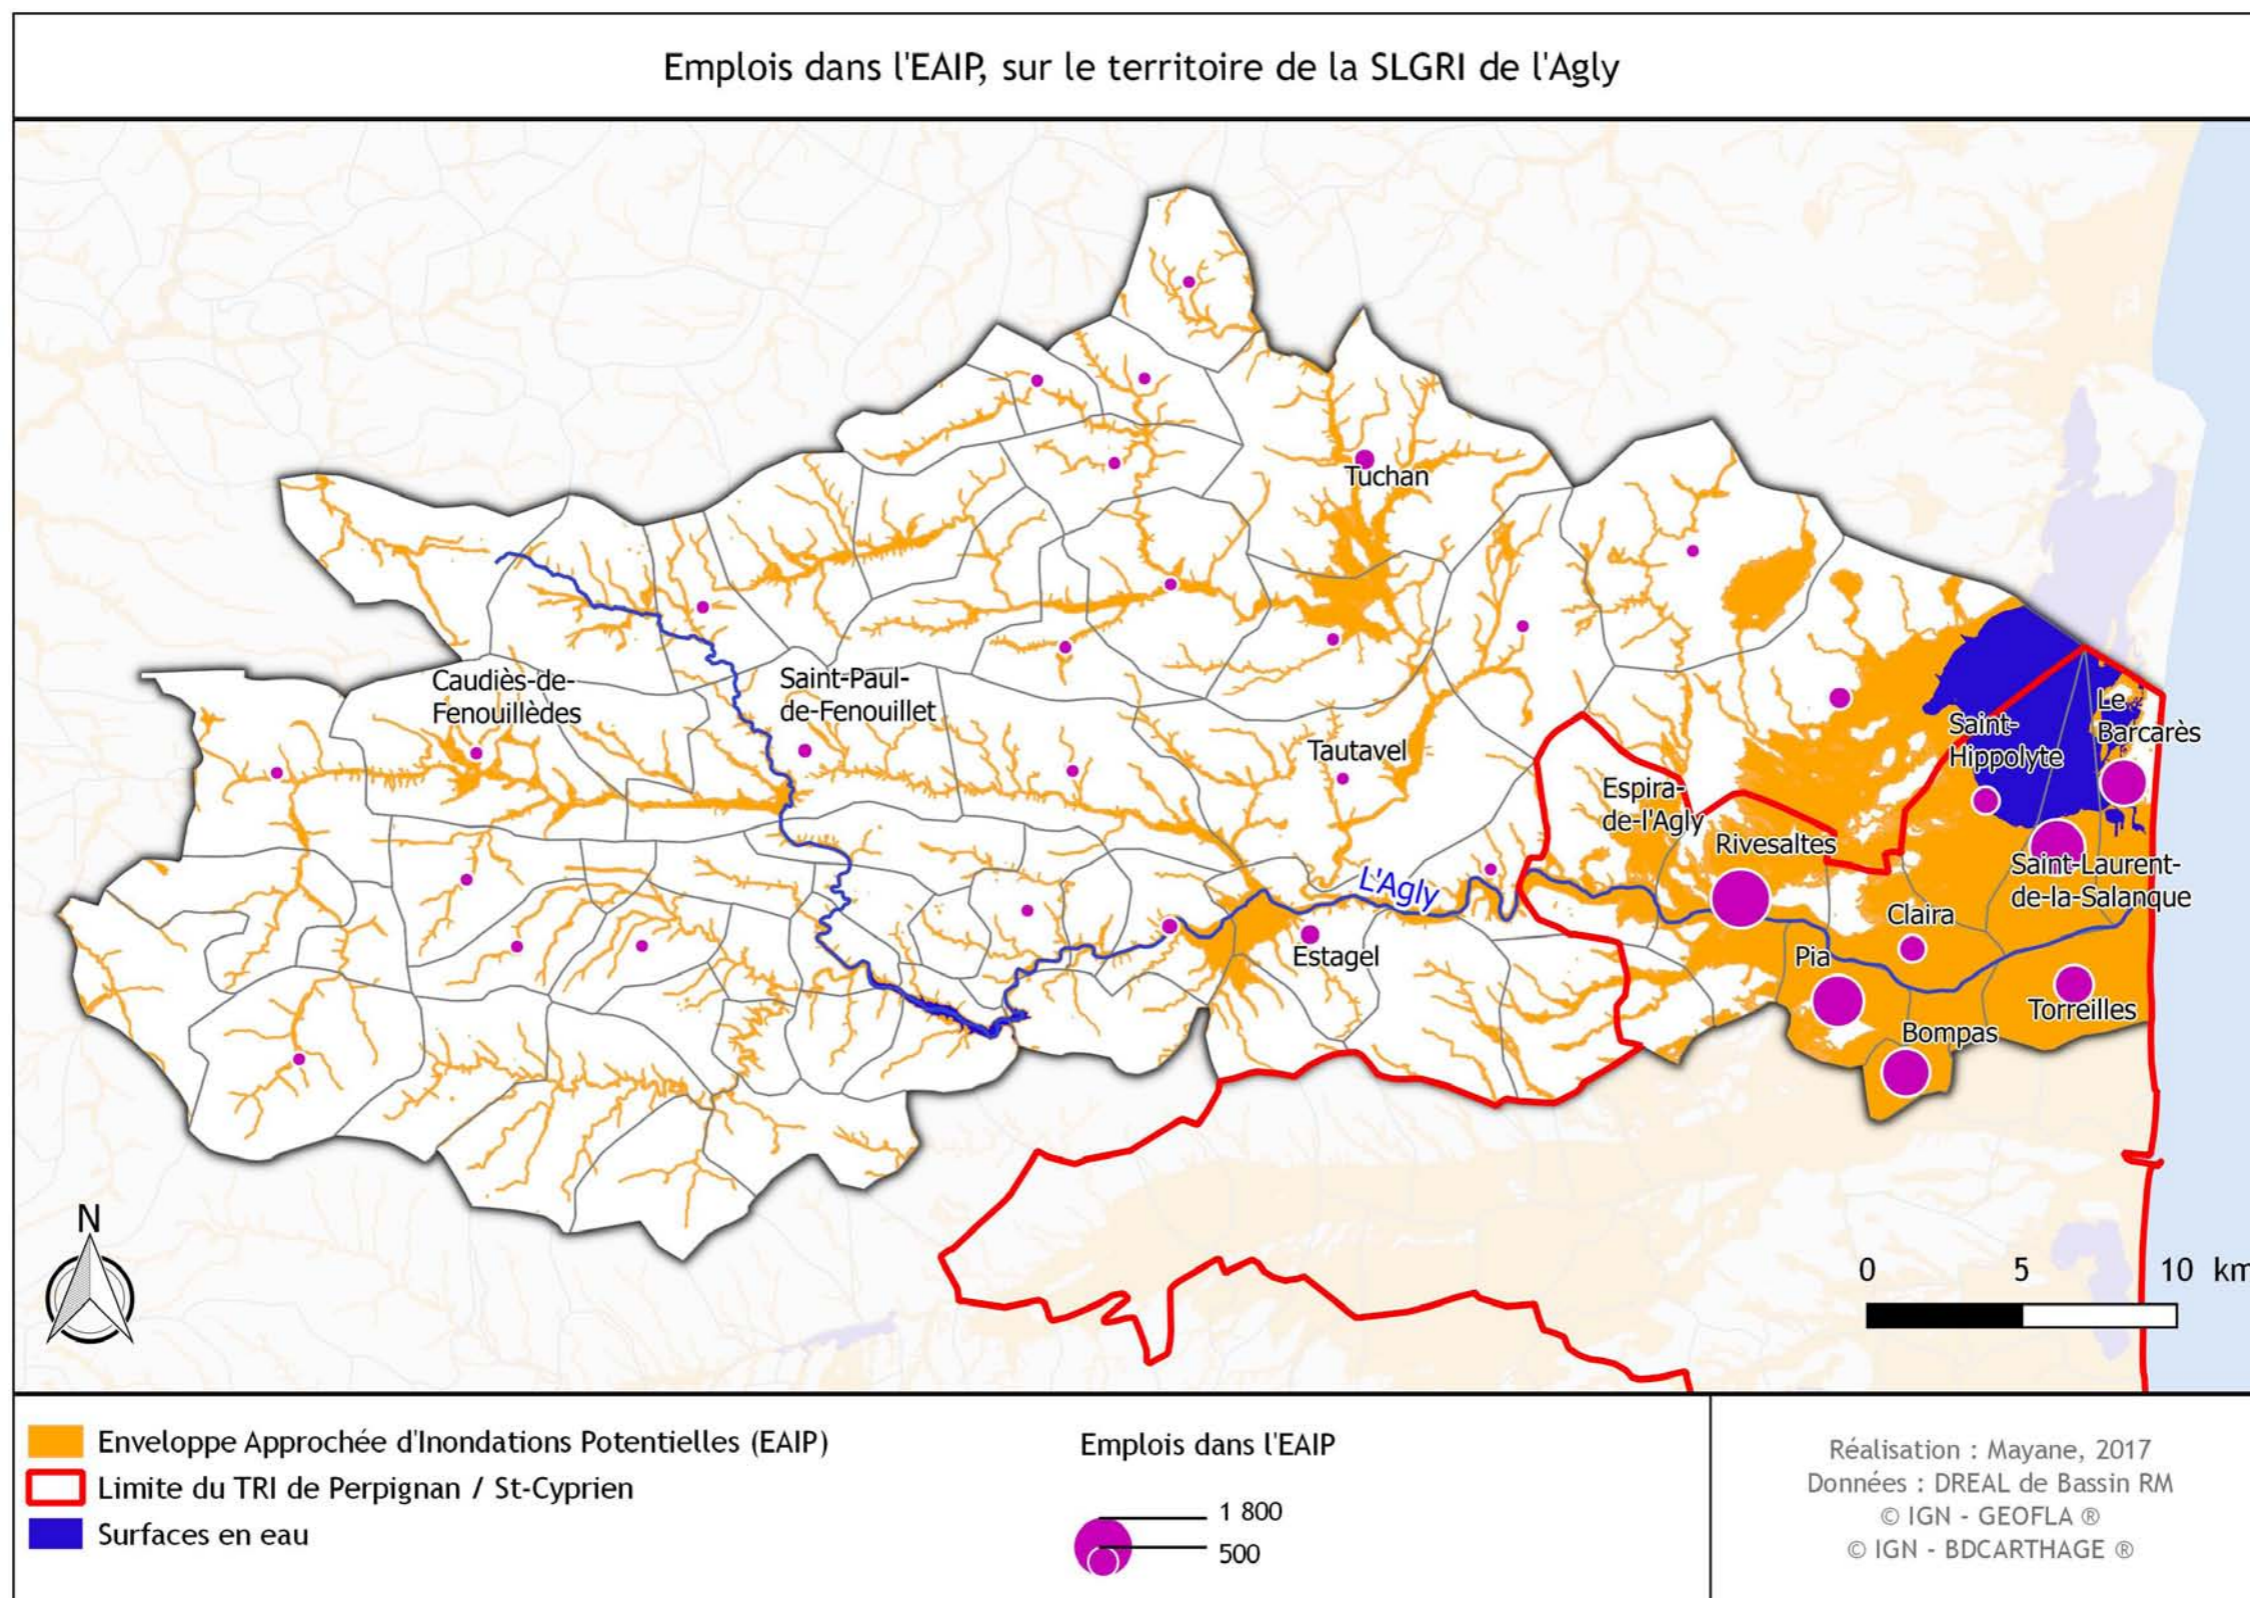 Emplois dans l'EAIP, sur le territoire de la SLGRI de l'Agly
Tuchan
Caudiès-de-
Fenouillèdes
Saint-Paul-
de-Fenouillet
Tautavel
Le
Barcarès
Saint-
Hippolyte
Espira-
de-l'Agly
Rivesaltes
Saint-Laurent-
de-la-Salanque
L'Agly
Claira
Estagel
Pia
Torreilles
Bompas
N
0 5 10 km
Enveloppe Approchée d'Inondations Potentielles (EAIP)
Limite du TRI de Perpignan / St-Cyprien
Surfaces en eau
Emplois dans l'EAIP
1 800
500
Réalisation : Mayane, 2017
Données : DREAL de Bassin RM
© IGN - GEOFLA ®
© IGN - BDCARTHAGE ®